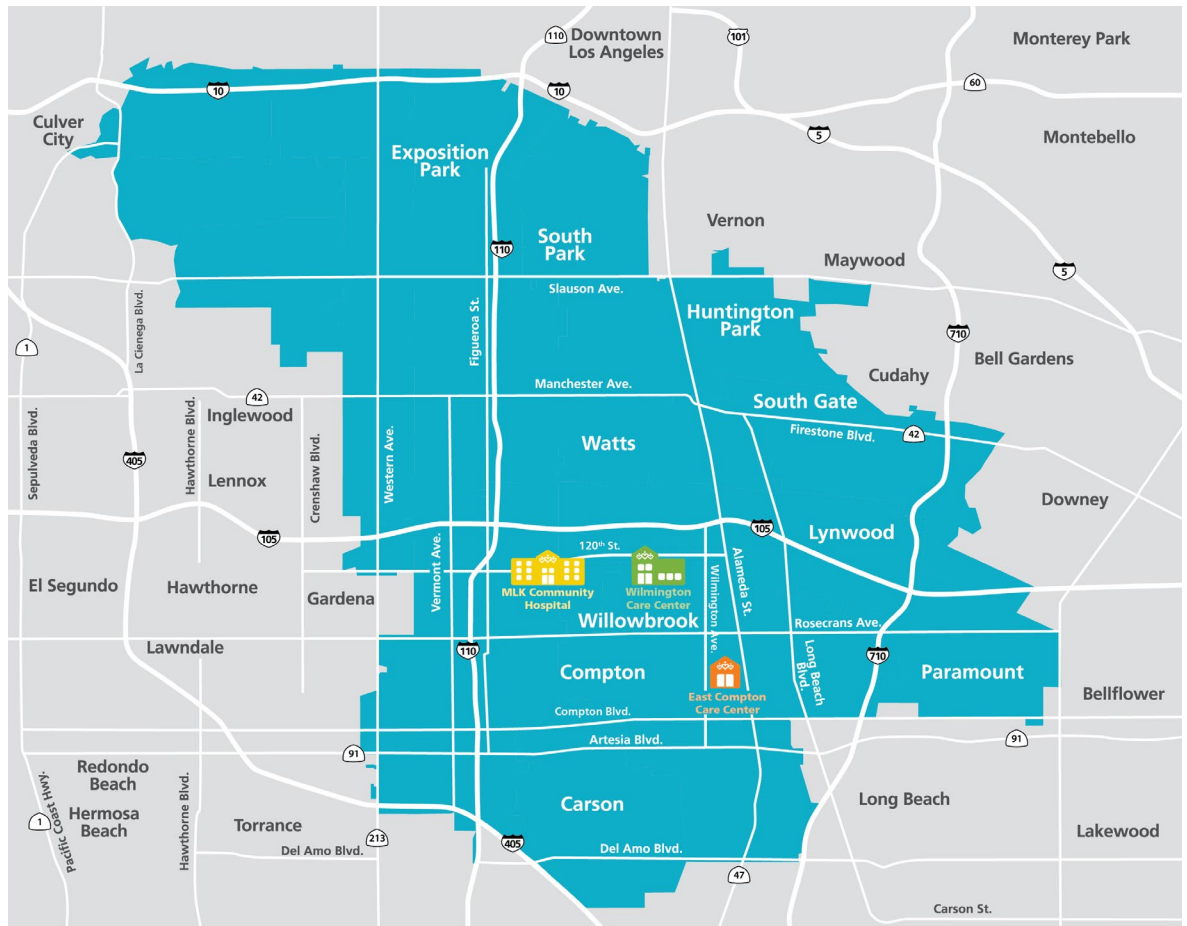 110
Downtown
Los Angeles
101
Monterey Park
10
10
60
Culver
City
5
Montebello
Exposition
Park
Vernon
South
Park
110
Maywood
5
Slauson Ave.
La Cienega Blvd.
Figueroa St.
Huntington
Park
1
710
Bell Gardens
Cudahy
Manchester Ave.
42
Inglewood
South Gate
Firestone Blvd.
42
Sepulveda Blvd.
405
Hawthorne Blvd.
Lennox
Crenshaw Blvd.
Western Ave.
Watts
Downey
105
105
Lynwood
120th St.
El Segundo
Hawthorne
Gardena
Vermont Ave.
MLK Community
Hospital
Wilmington
Care Center
Wilmington Ave.
Alameda St.
Willowbrook
Rosecrans Ave.
Lawndale
110
710
Compton
Long Beach
Blvd.
Paramount
East Compton
Care Center
Bellflower
Compton Blvd.
91
Artesia Blvd.
91
Redondo
Beach
Pacific Coast Hwy.
1
Hermosa
Beach
Hawthorne Blvd.
Torrance
213
Carson
Long Beach
Lakewood
Del Amo Blvd.
405
Del Amo Blvd.
47
Carson St.